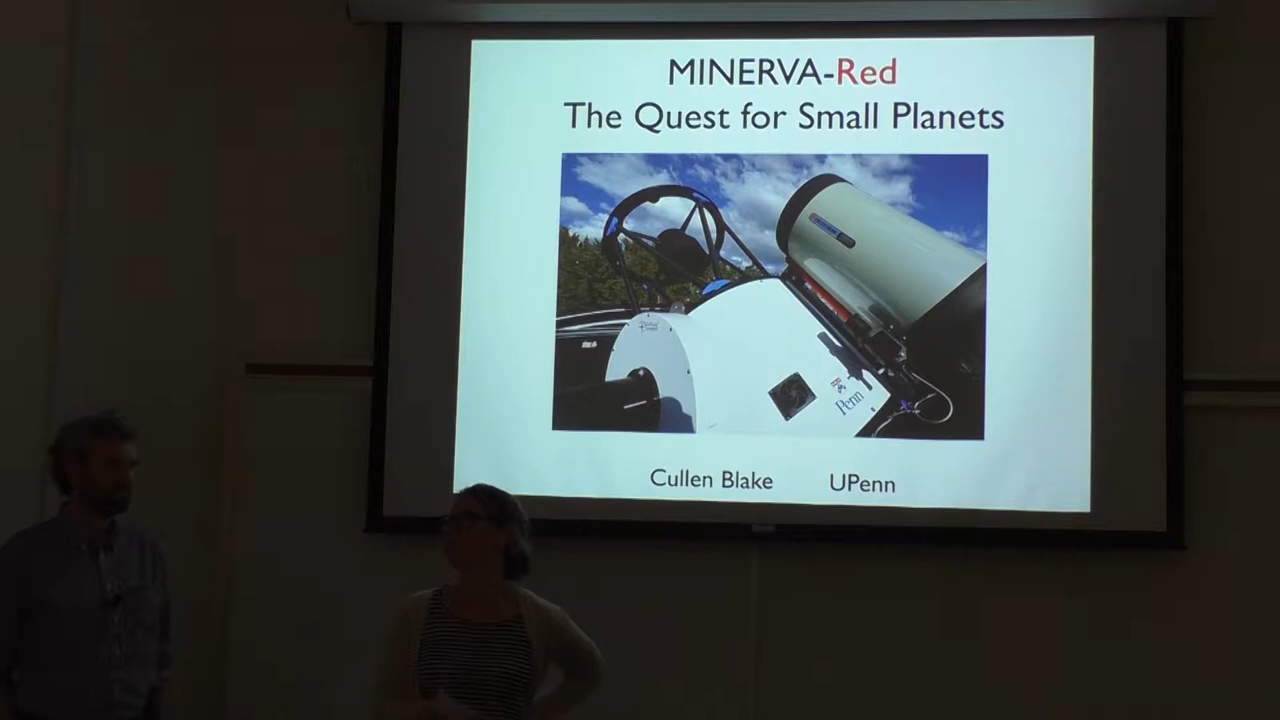 MINERVA-Red
The Quest for Small Planets
Penn
Cullen Blake UPenn